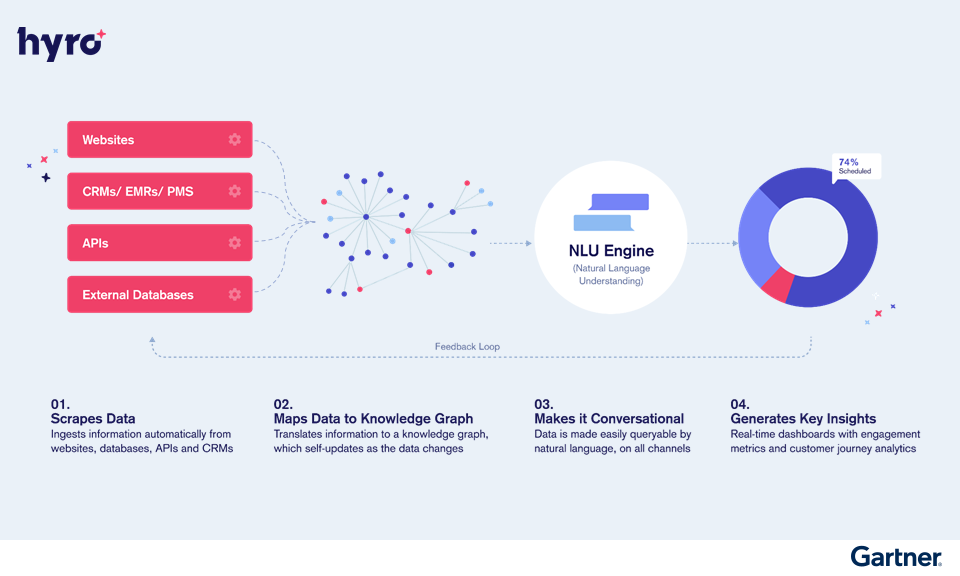 hyro
Websites
CRMs/ EMRs/ PMS
APIs
External Databases
NLU Engine
(Natural Language
Understanding)
74%
Scheduled
Feedback Loop
01.
Scrapes Data
Ingests information automatically from
websites, databases, APIs and CRMs
02.
Maps Data to Knowledge Graph
Translates information to a knowledge graph,
which self-updates as the data changes
03.
Makes it Conversational
Data is made easily queryable by
natural language, on all channels
04.
Generates Key Insights
Real-time dashboards with engagement
metrics and customer journey analytics
Gartner